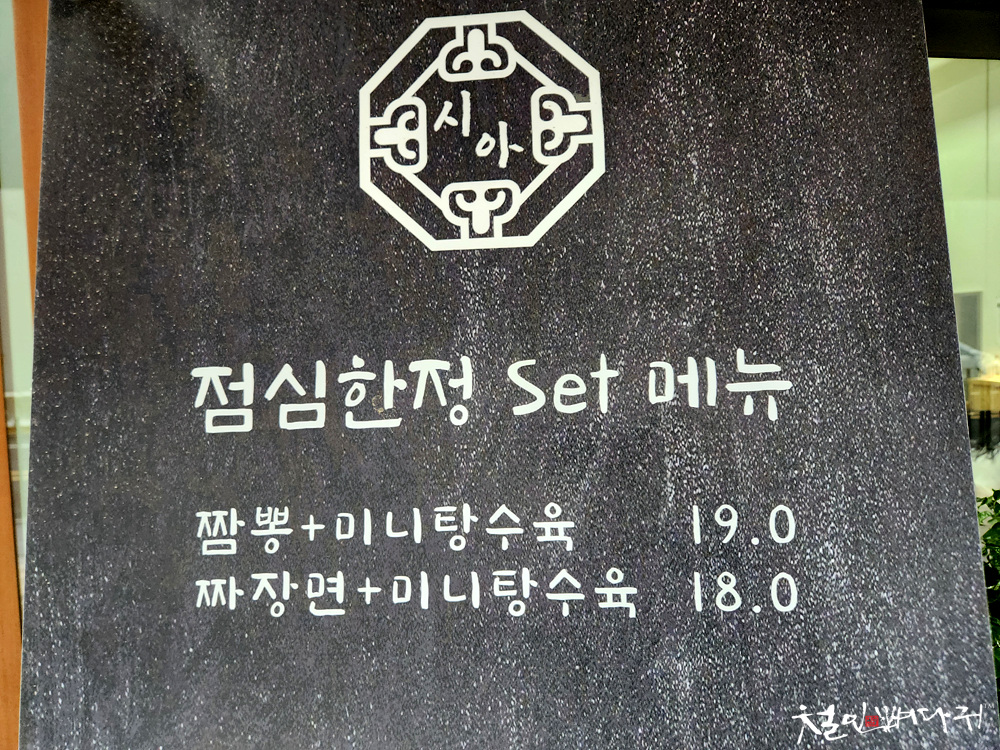 시아
점심한정 Set 메뉴
짬뽕+미니탕수육 19.0
짜장면+미니탕수육 18.0